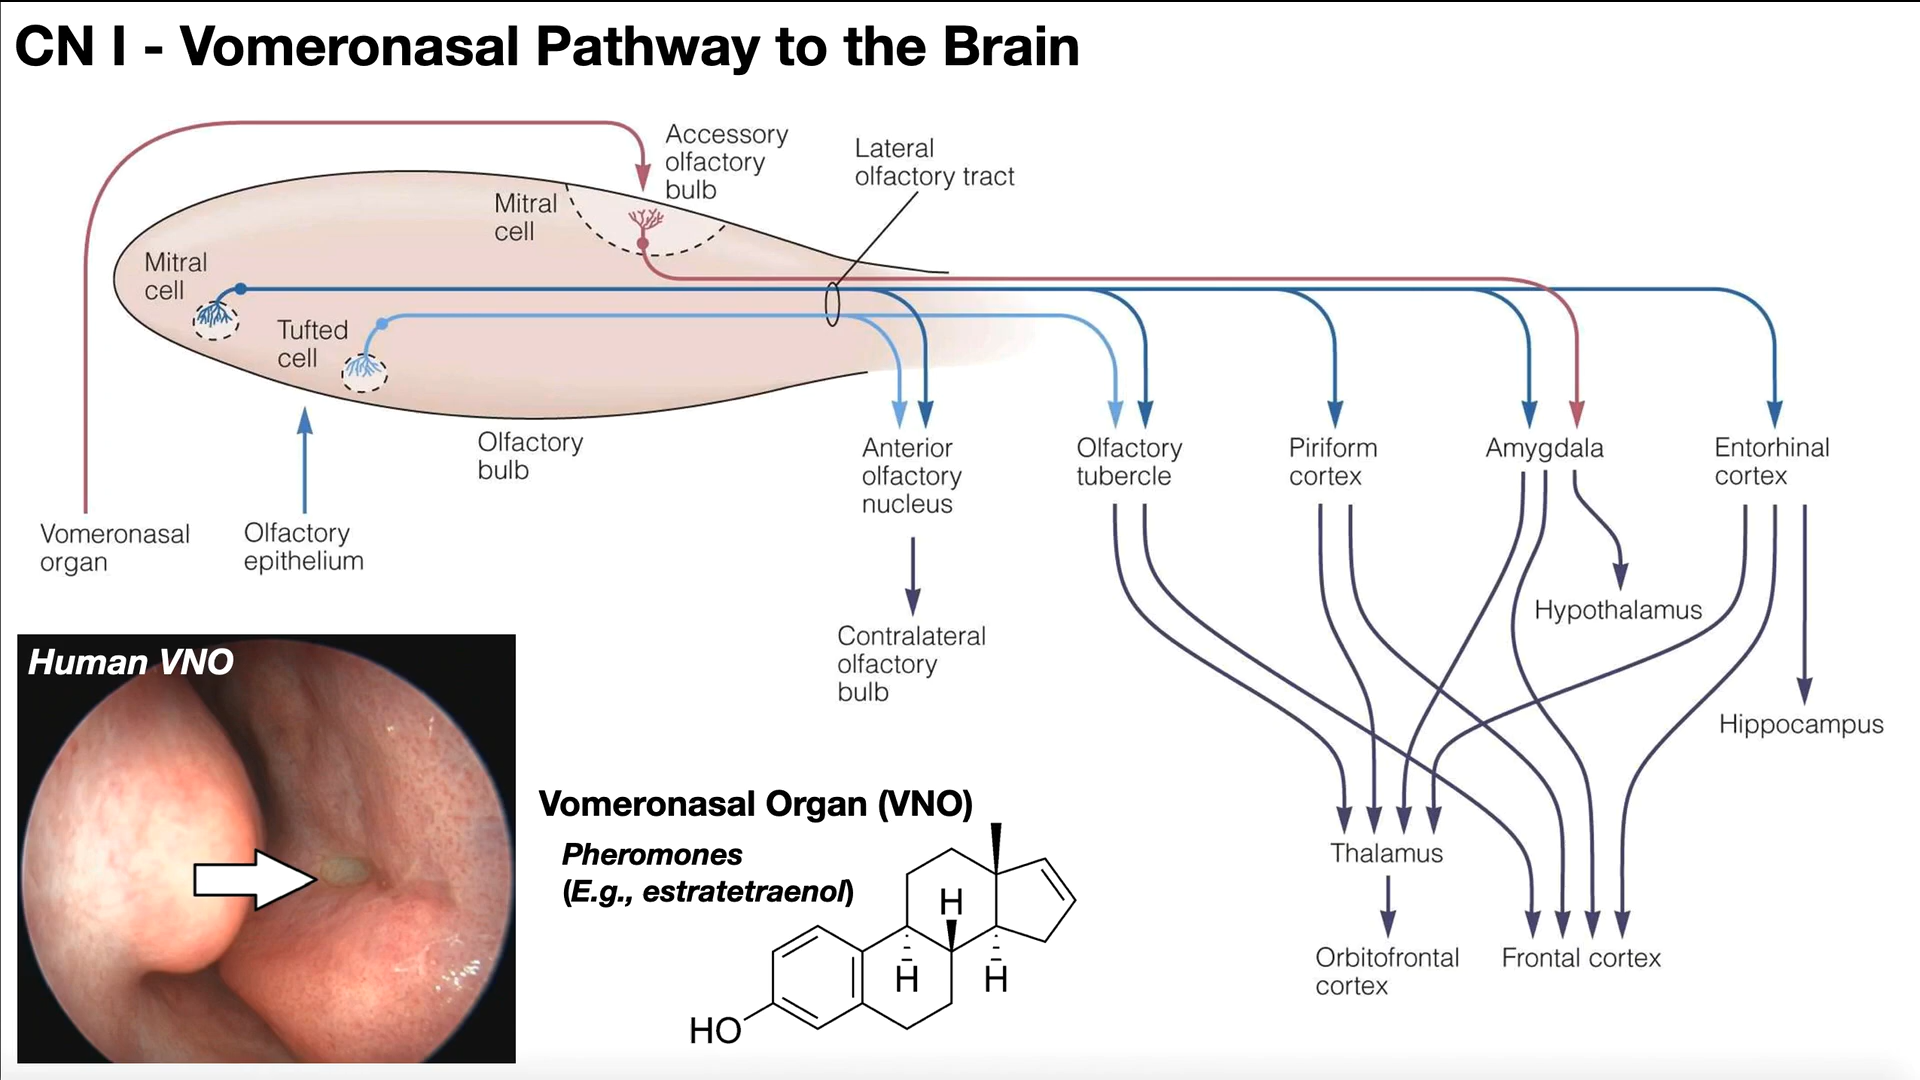 CN I - Vomeronasal Pathway to the Brain
Accessory
olfactory
bulb
Lateral
olfactory tract
Mitral
cell
Mitral
cell
Tufted
cell
Olfactory
bulb
Vomeronasal
organ
Olfactory
epithelium
Anterior
olfactory
nucleus
Olfactory
tubercle
Piriform
cortex
Amygdala
Entorhinal
cortex
Contralateral
olfactory
bulb
Hypothalamus
Hippocampus
Thalamus
Orbitofrontal
cortex
Frontal cortex
Human VNO
Vomeronasal Organ (VNO)
Pheromones
(E.g., estratetraenol)
H
H
H
HO